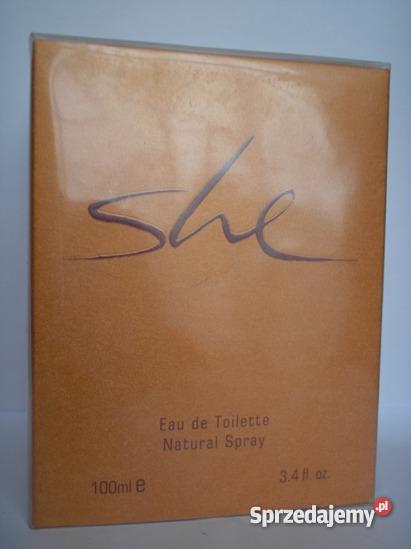 she
Eau de Toilette
Natural Spray
100ml e 3.4 fl. oz.
Sprzedajemy.pl